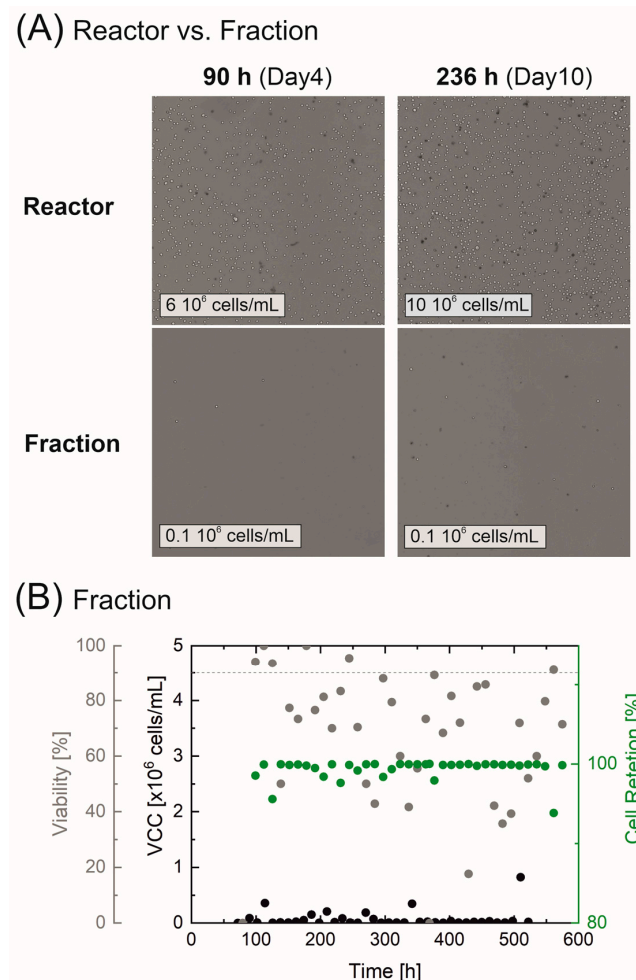 (A) Reactor vs. Fraction
90 h (Day4) 236 h (Day10)
Reactor
6 10⁶ cells/mL
10 10⁶ cells/mL
Fraction
0.1 10⁶ cells/mL
0.1 10⁶ cells/mL
(B) Fraction
Viability [%]
100
80
60
40
20
0
VCC [x10⁶ cells/mL]
5
4
3
2
1
0
Cell Retetion [%]
100
80
0 100 200 300 400 500 600
Time [h]